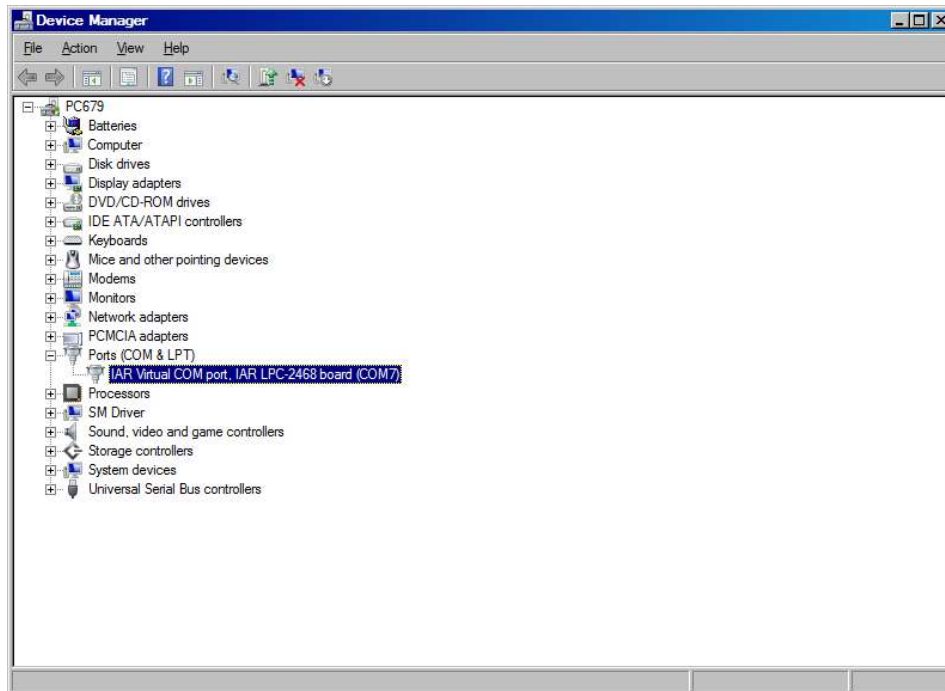 Device Manager
File Action View Help
PC679
Batteries
Computer
Disk drives
Display adapters
DVD/CD-ROM drives
IDE ATA/ATAPI controllers
Keyboards
Mice and other pointing devices
Modems
Monitors
Network adapters
PCMCIA adapters
Ports (COM & LPT)
IAR Virtual COM port, IAR LPC-2468 board (COM7)
Processors
SM Driver
Sound, video and game controllers
Storage controllers
System devices
Universal Serial Bus controllers